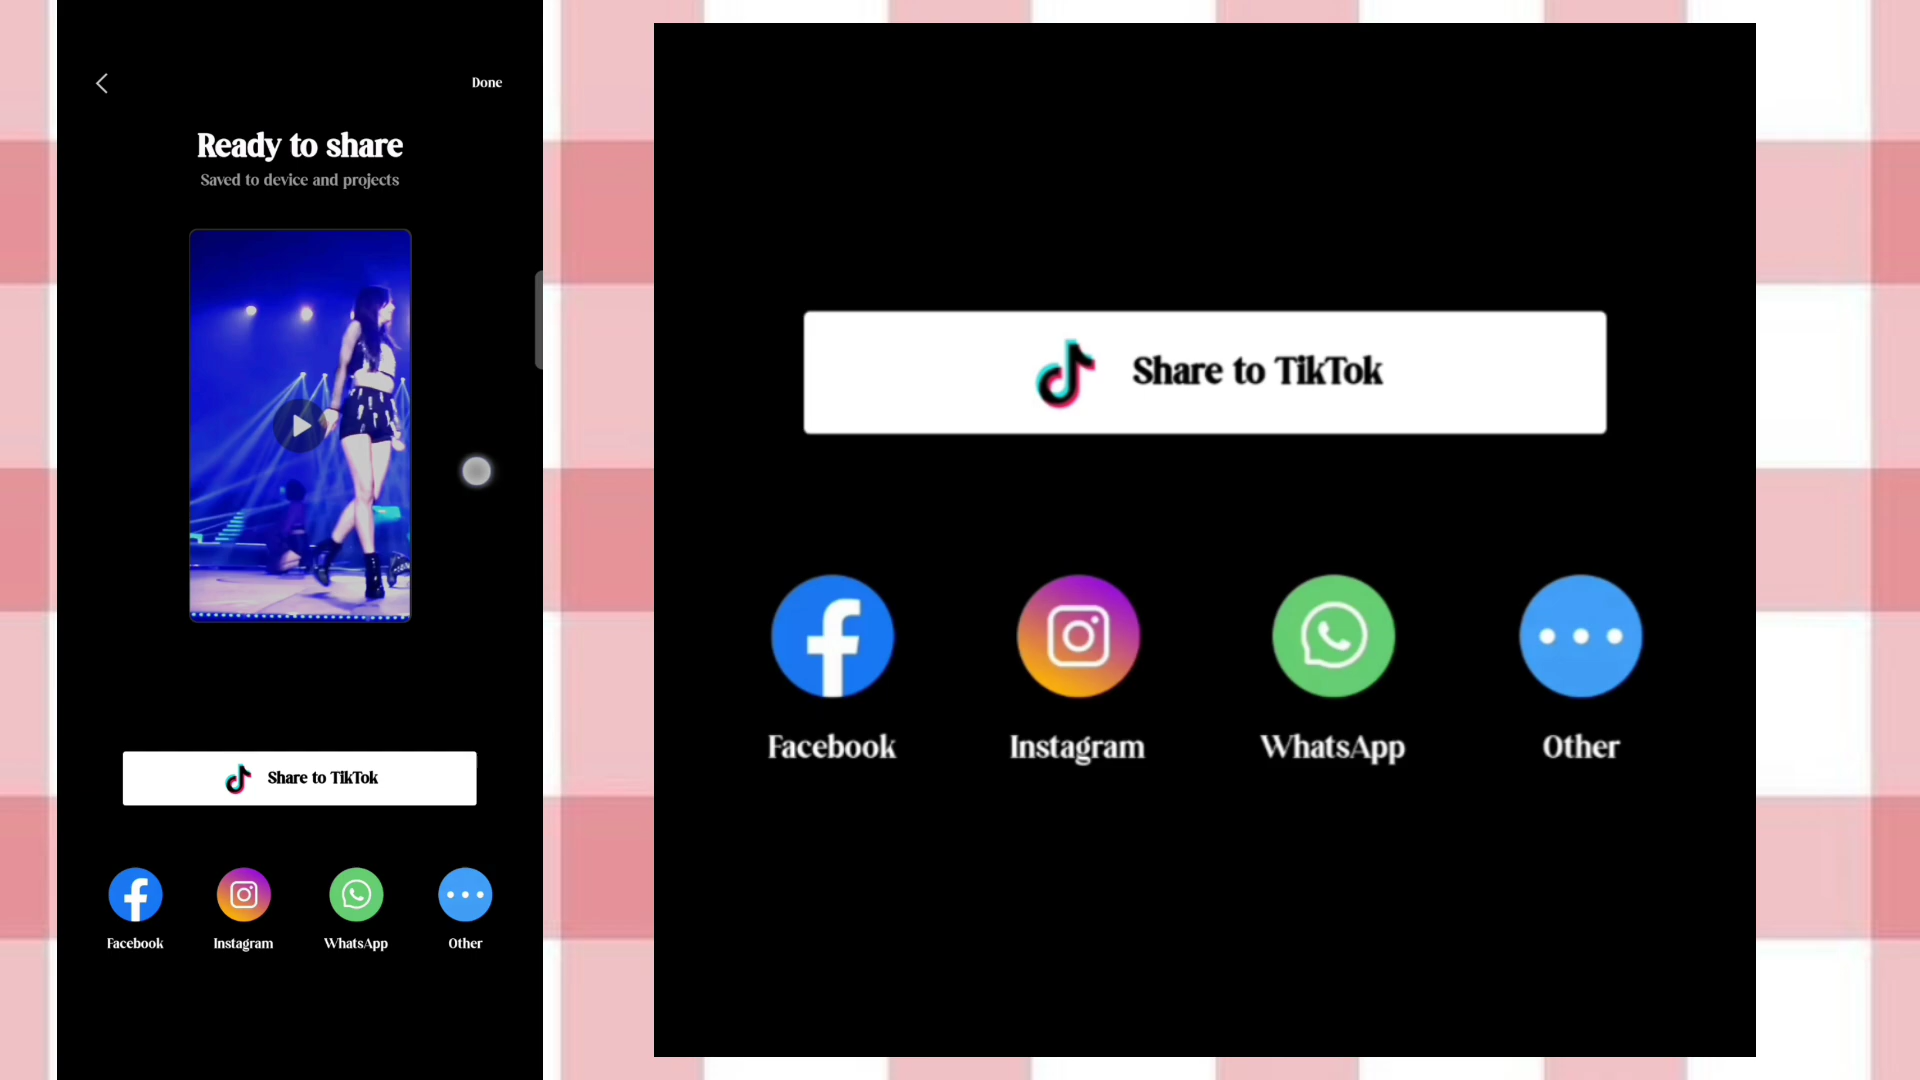 Done
Ready to share
Saved to device and projects
Share to TikTok
Facebook
Instagram
WhatsApp
Other
Share to TikTok
Facebook
Instagram
WhatsApp
Other